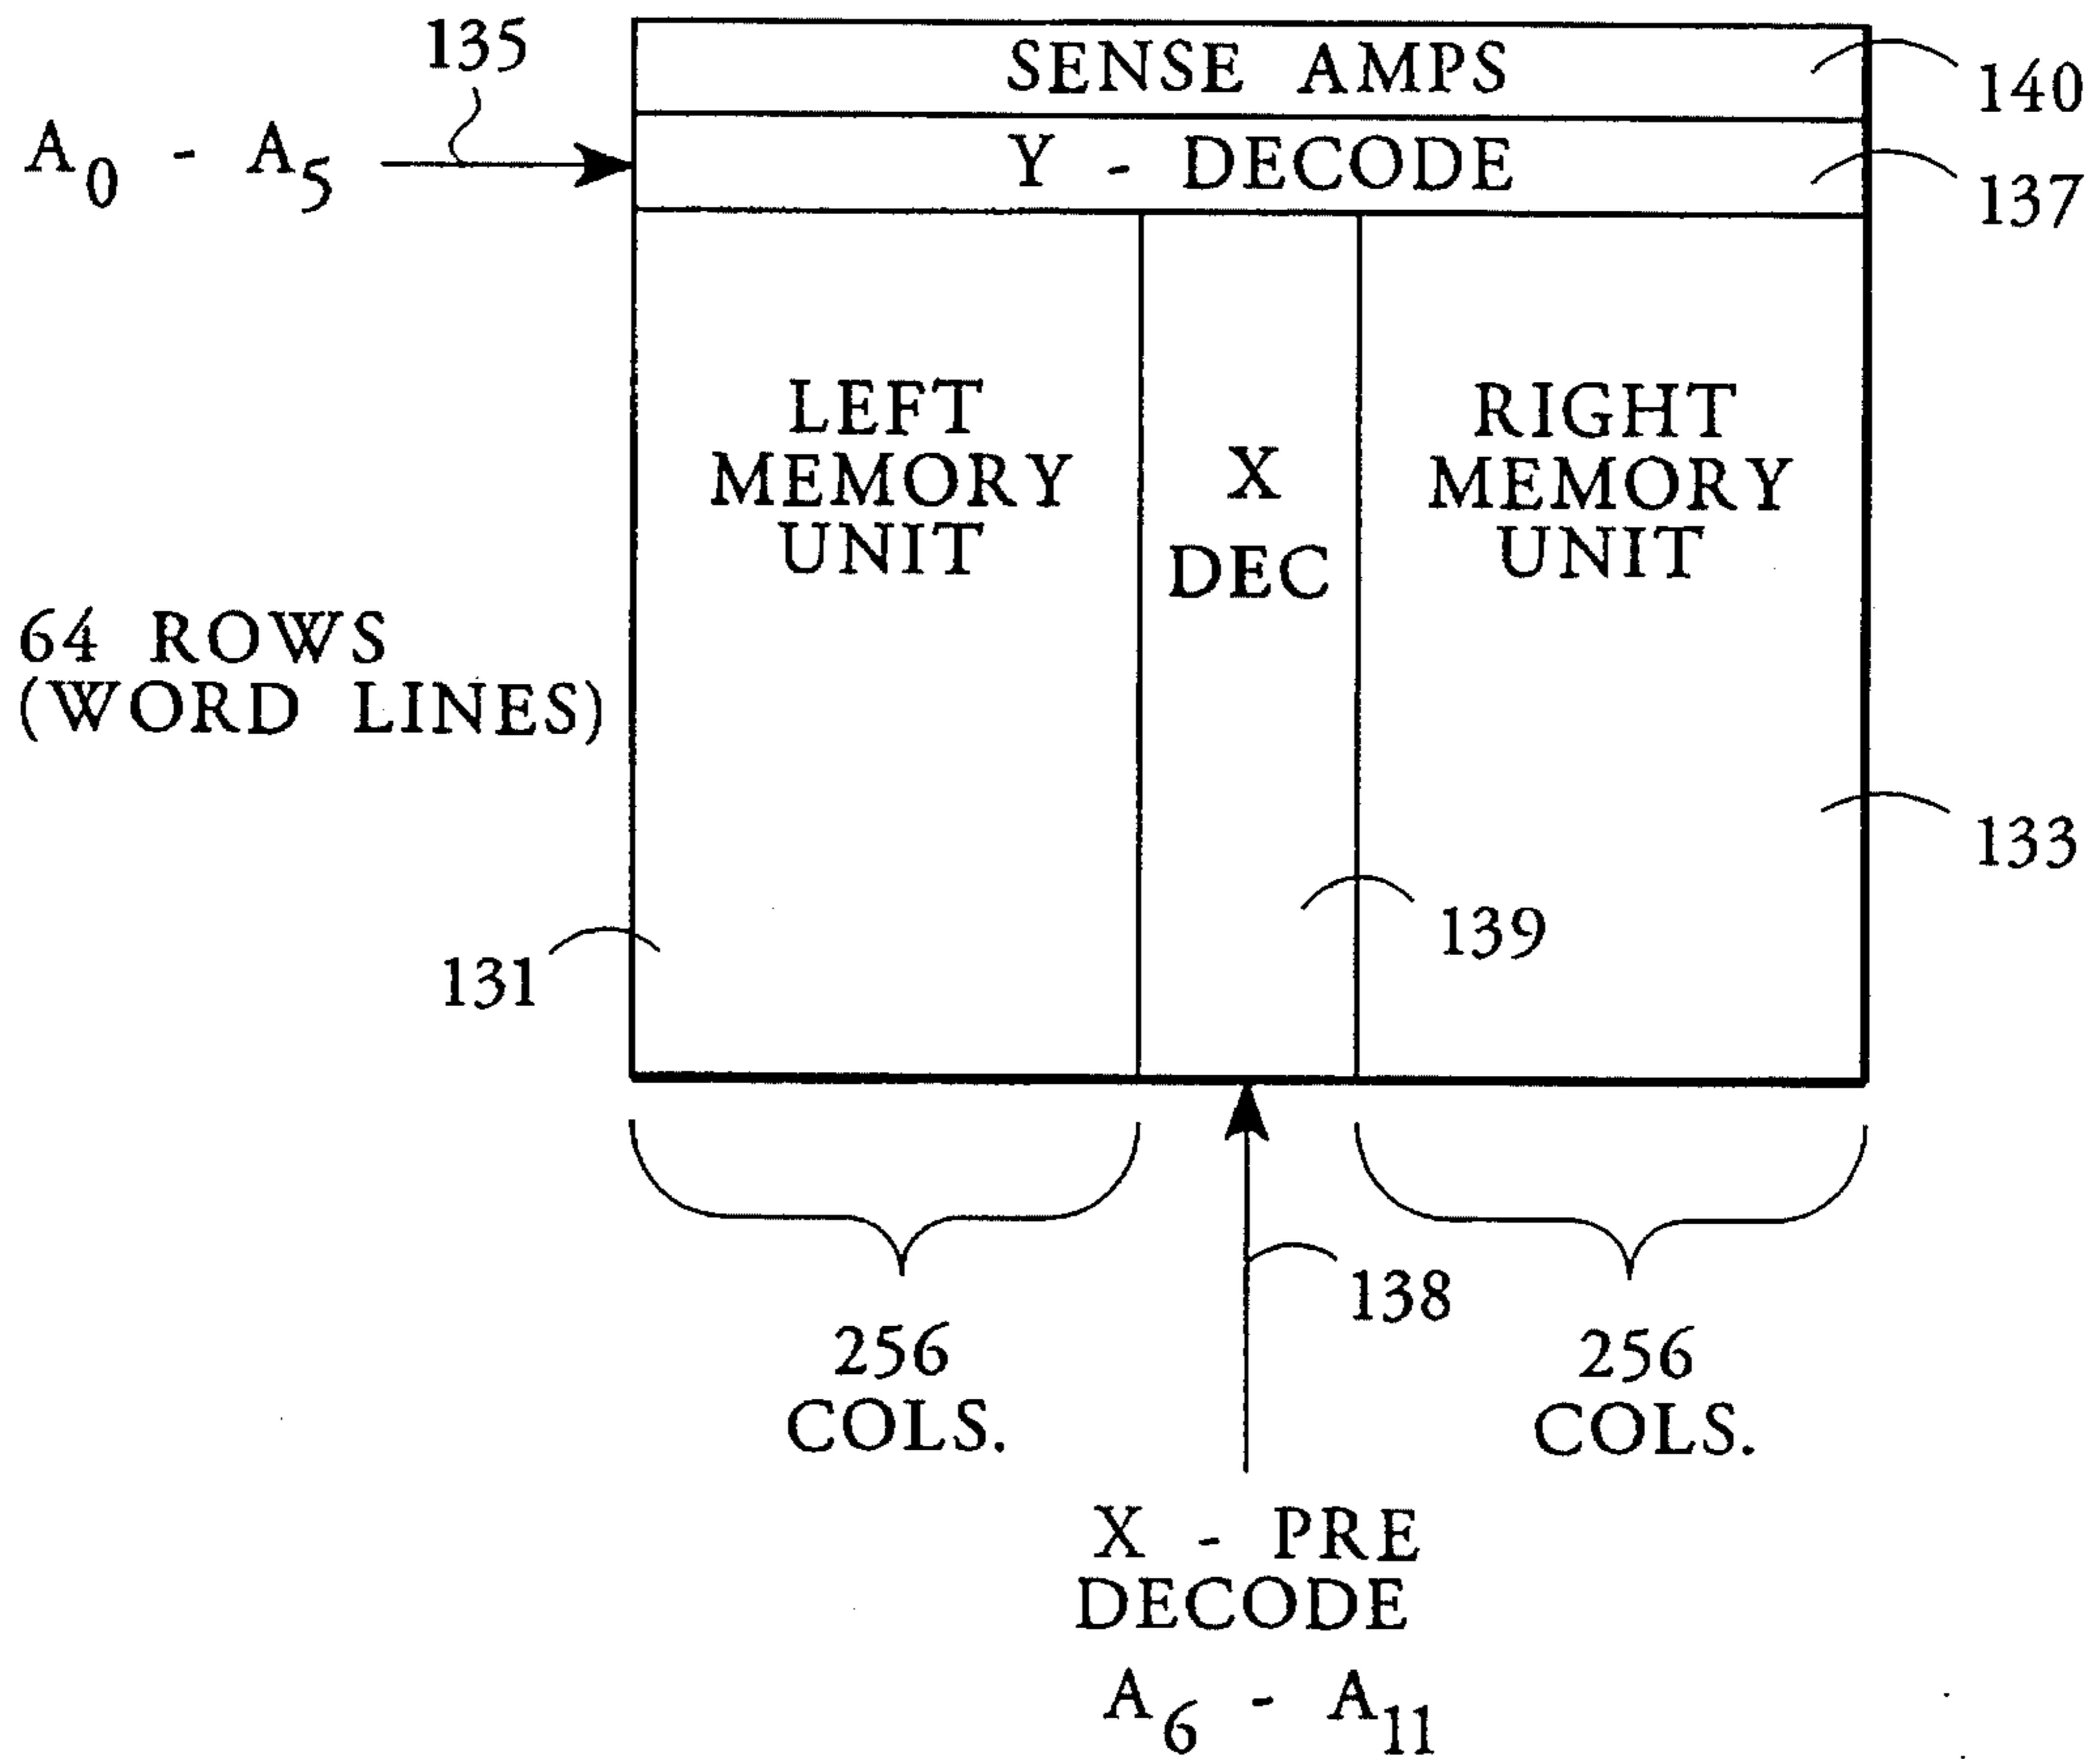 135
SENSE AMPS
140
A0 - A5
Y - DECODE
137
LEFT
MEMORY
UNIT
X
DEC
RIGHT
MEMORY
UNIT
64 ROWS
(WORD LINES)
133
139
131
138
256
COLS.
256
COLS.
X - PRE
DECODE
A6 - A11